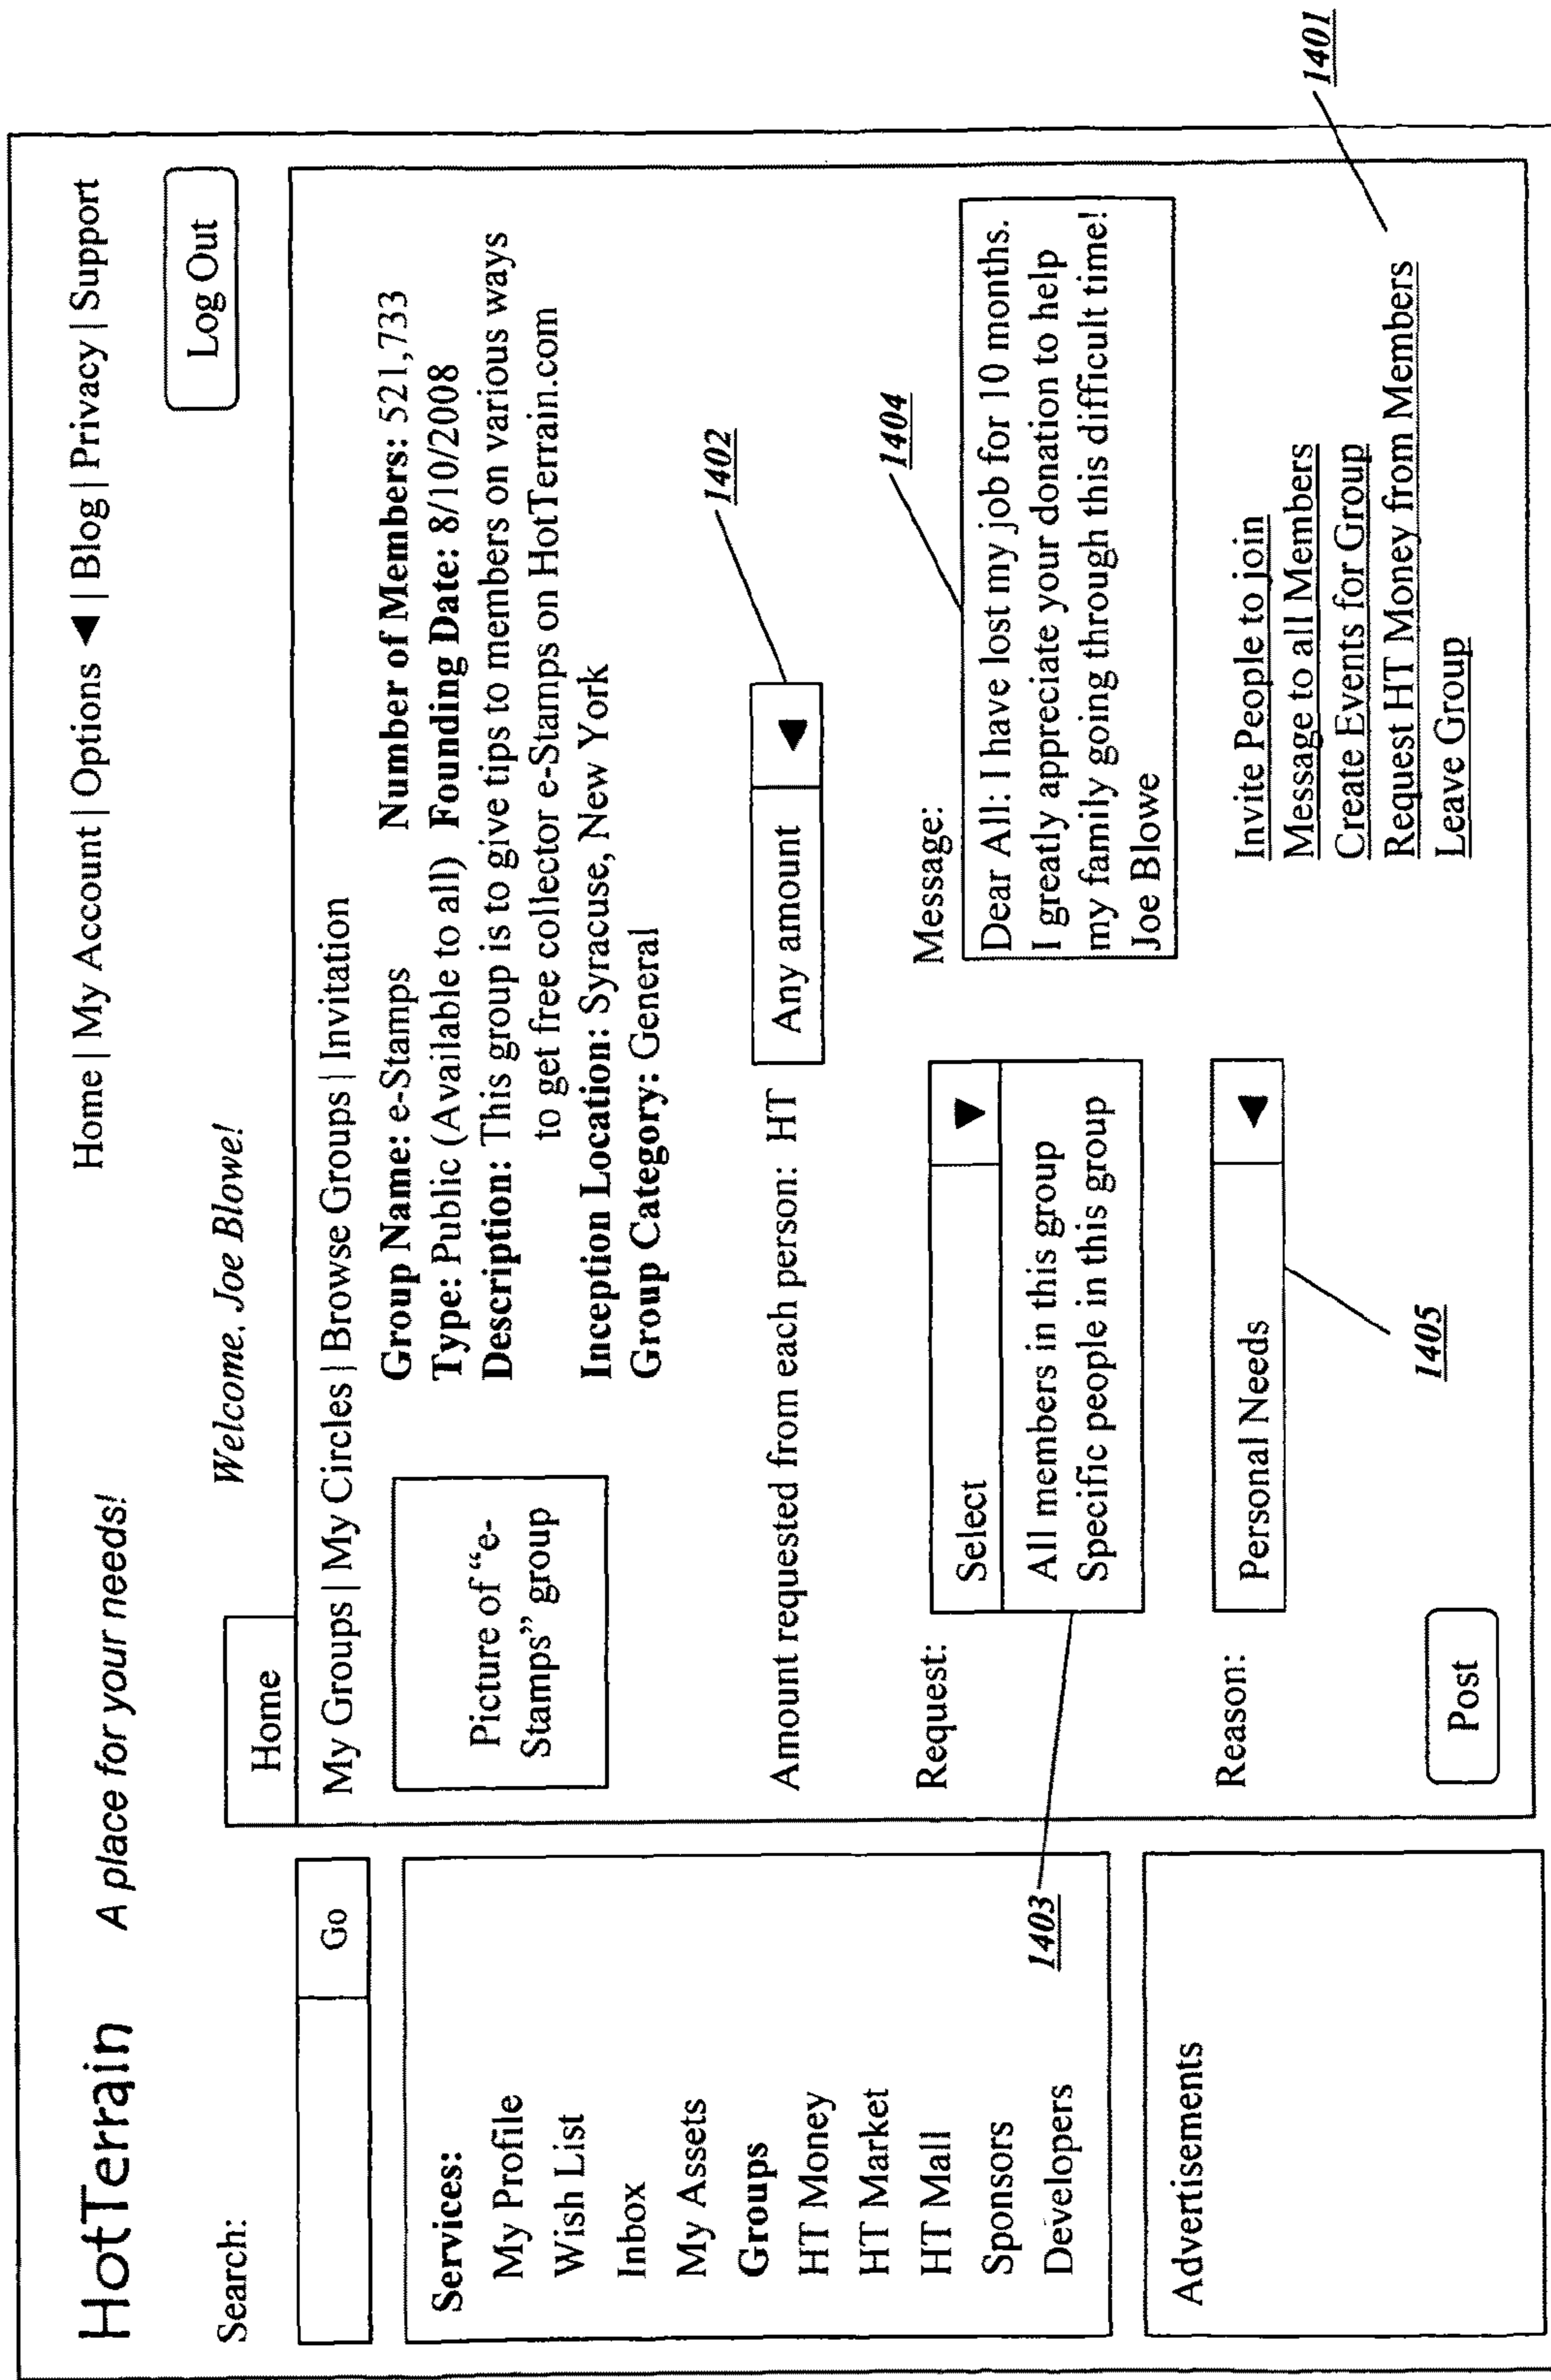 HotTerrain A place for your needs!
Home | My Account | Options ◀ | Blog | Privacy | Support
Search:
Go
Home
Welcome, Joe Blowe!
Log Out
My Groups | My Circles | Browse Groups | Invitation
Services:
My Profile
Wish List
Inbox
My Assets
Groups
HT Money
HT Market
HT Mall
Sponsors
Developers
Advertisements
Picture of "e-
Stamps" group
Group Name: e-Stamps Number of Members: 521,733
Type: Public (Available to all) Founding Date: 8/10/2008
Description: This group is to give tips to members on various ways
to get free collector e-Stamps on HotTerrain.com
Inception Location: Syracuse, New York
Group Category: General
Amount requested from each person: HT Any amount ◀
1402
Request:
Select ▶
All members in this group
Specific people in this group
1403
Message:
1404
Dear All: I have lost my job for 10 months.
I greatly appreciate your donation to help
my family going through this difficult time!
Joe Blowe
Reason:
Personal Needs ◀
1405
Invite People to join
Message to all Members
Create Events for Group
Request HT Money from Members
Leave Group
1401
Post